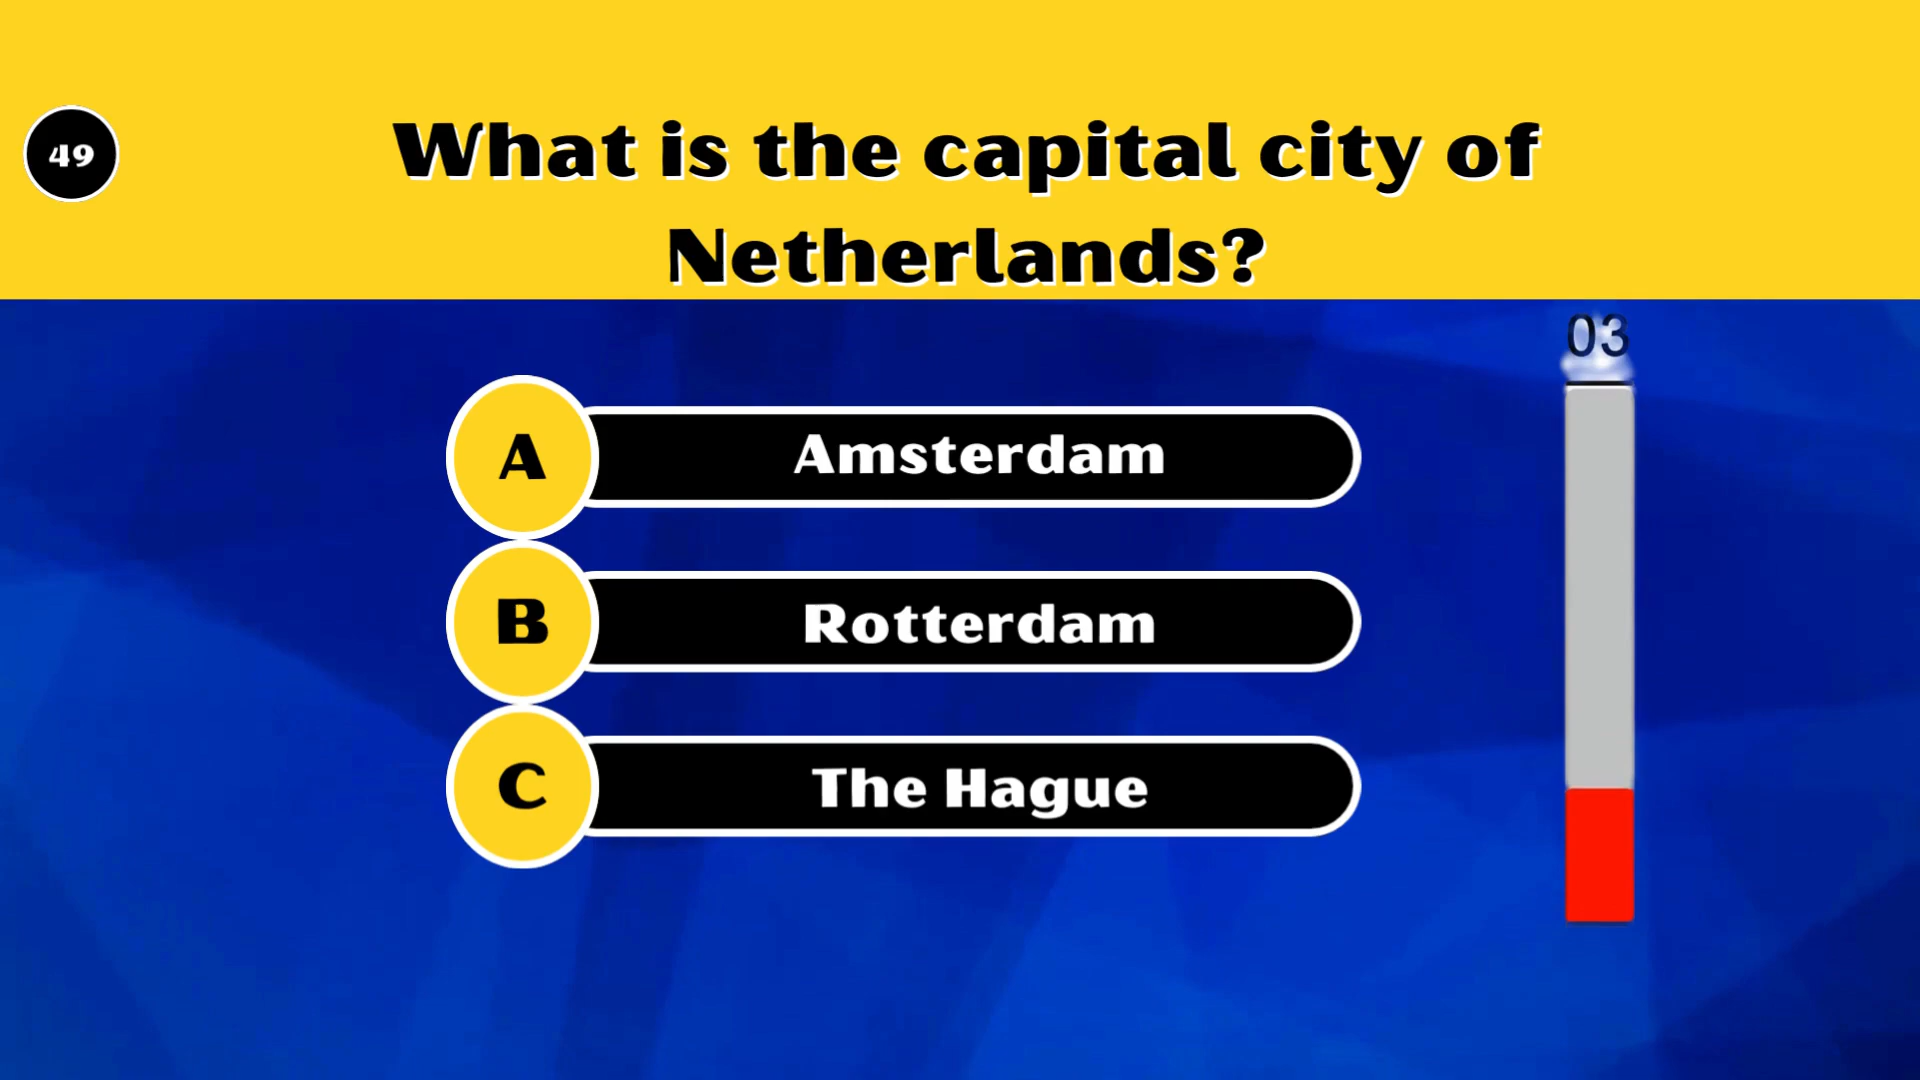 49
What is the capital city of
Netherlands?
03
A
Amsterdam
B
Rotterdam
C
The Hague